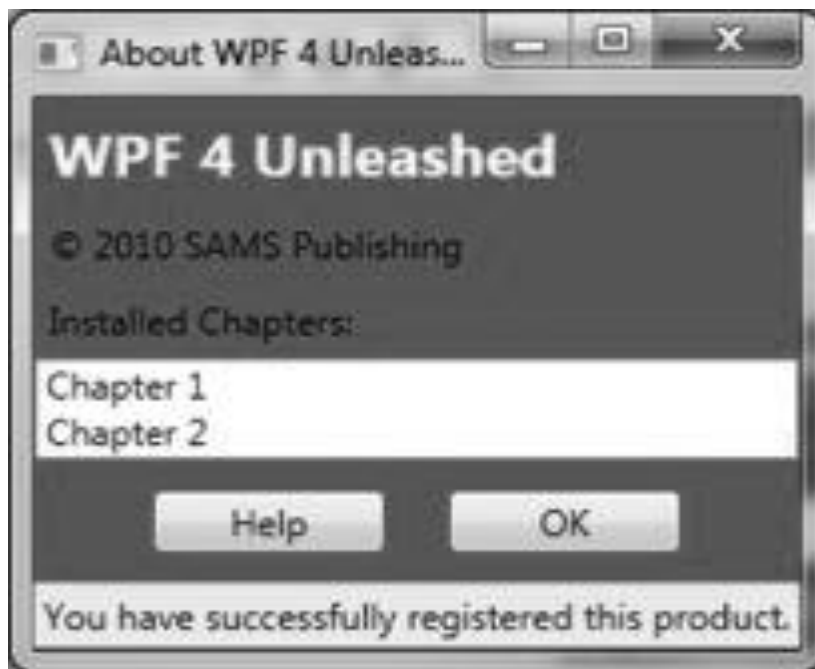 About WPF 4 Unleas...
WPF 4 Unleashed
© 2010 SAMS Publishing
Installed Chapters:
Chapter 1
Chapter 2
Help
OK
You have successfully registered this product.